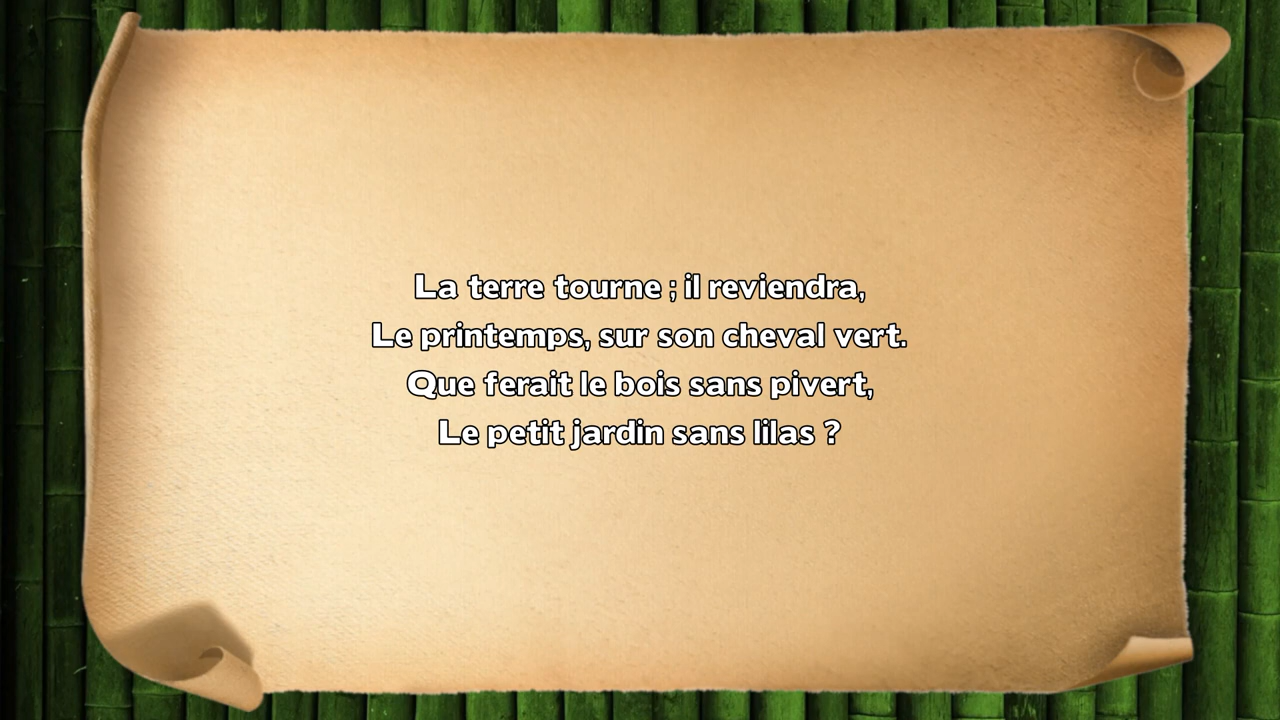 La terre tourne ; il reviendra,
Le printemps, sur son cheval vert.
Que ferait le bois sans pivert,
Le petit jardin sans lilas ?